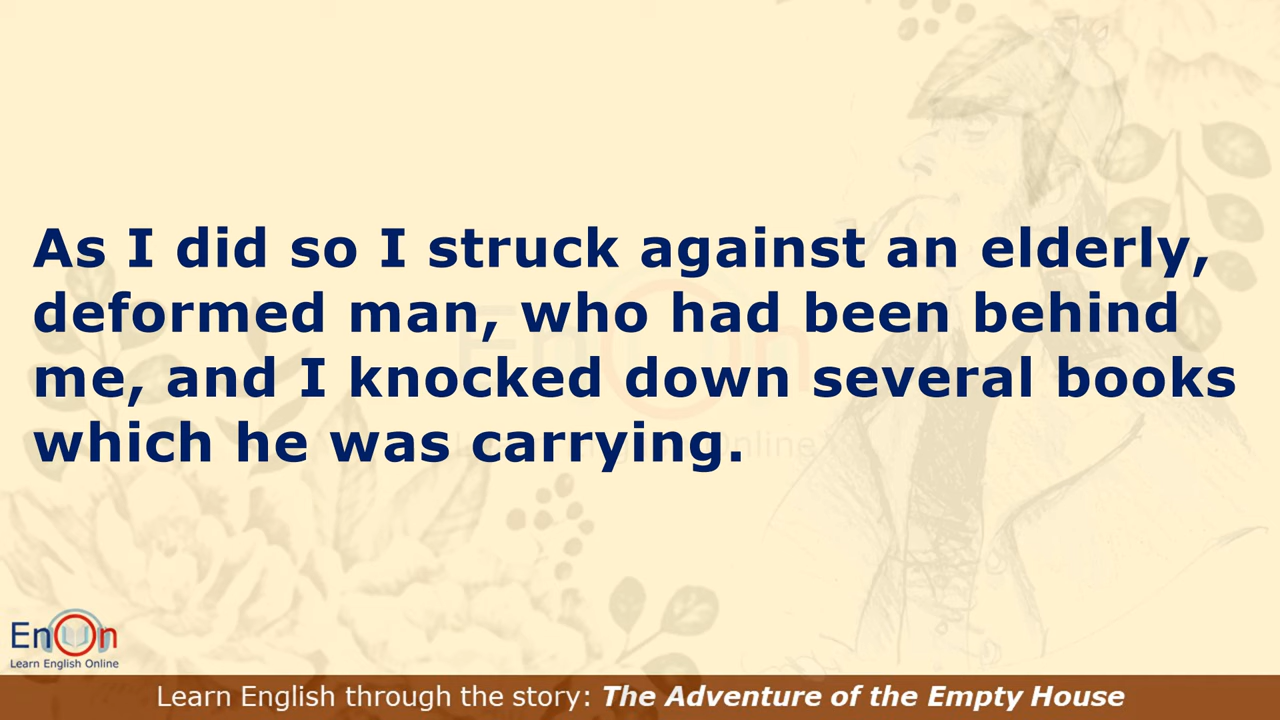 As I did so I struck against an elderly,
deformed man, who had been behind
me, and I knocked down several books
which he was carrying.
EnOn
Learn English Online
Learn English through the story: The Adventure of the Empty House